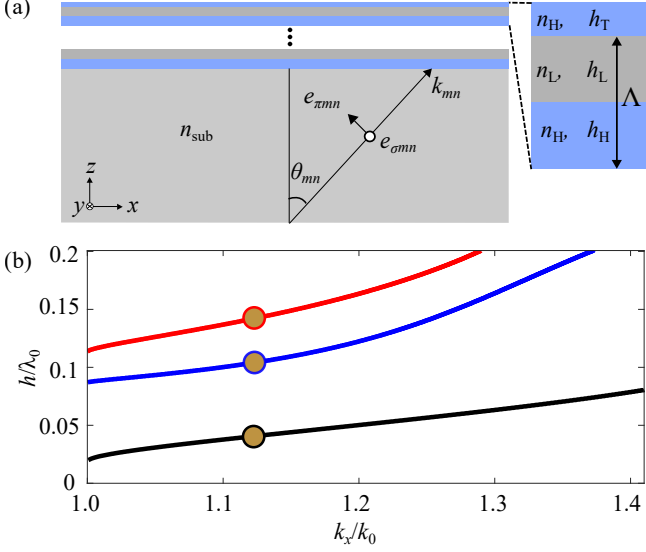 (a)
n_H, h_T
n_L, h_L
Λ
n_H, h_H
k_mn
e_πmn
e_σmn
n_sub
θ_mn
z
y x
(b)
0.2
0.15
0.1
0.05
0
h/λ_0
1.0 1.1 1.2 1.3 1.4
k_x/k_0